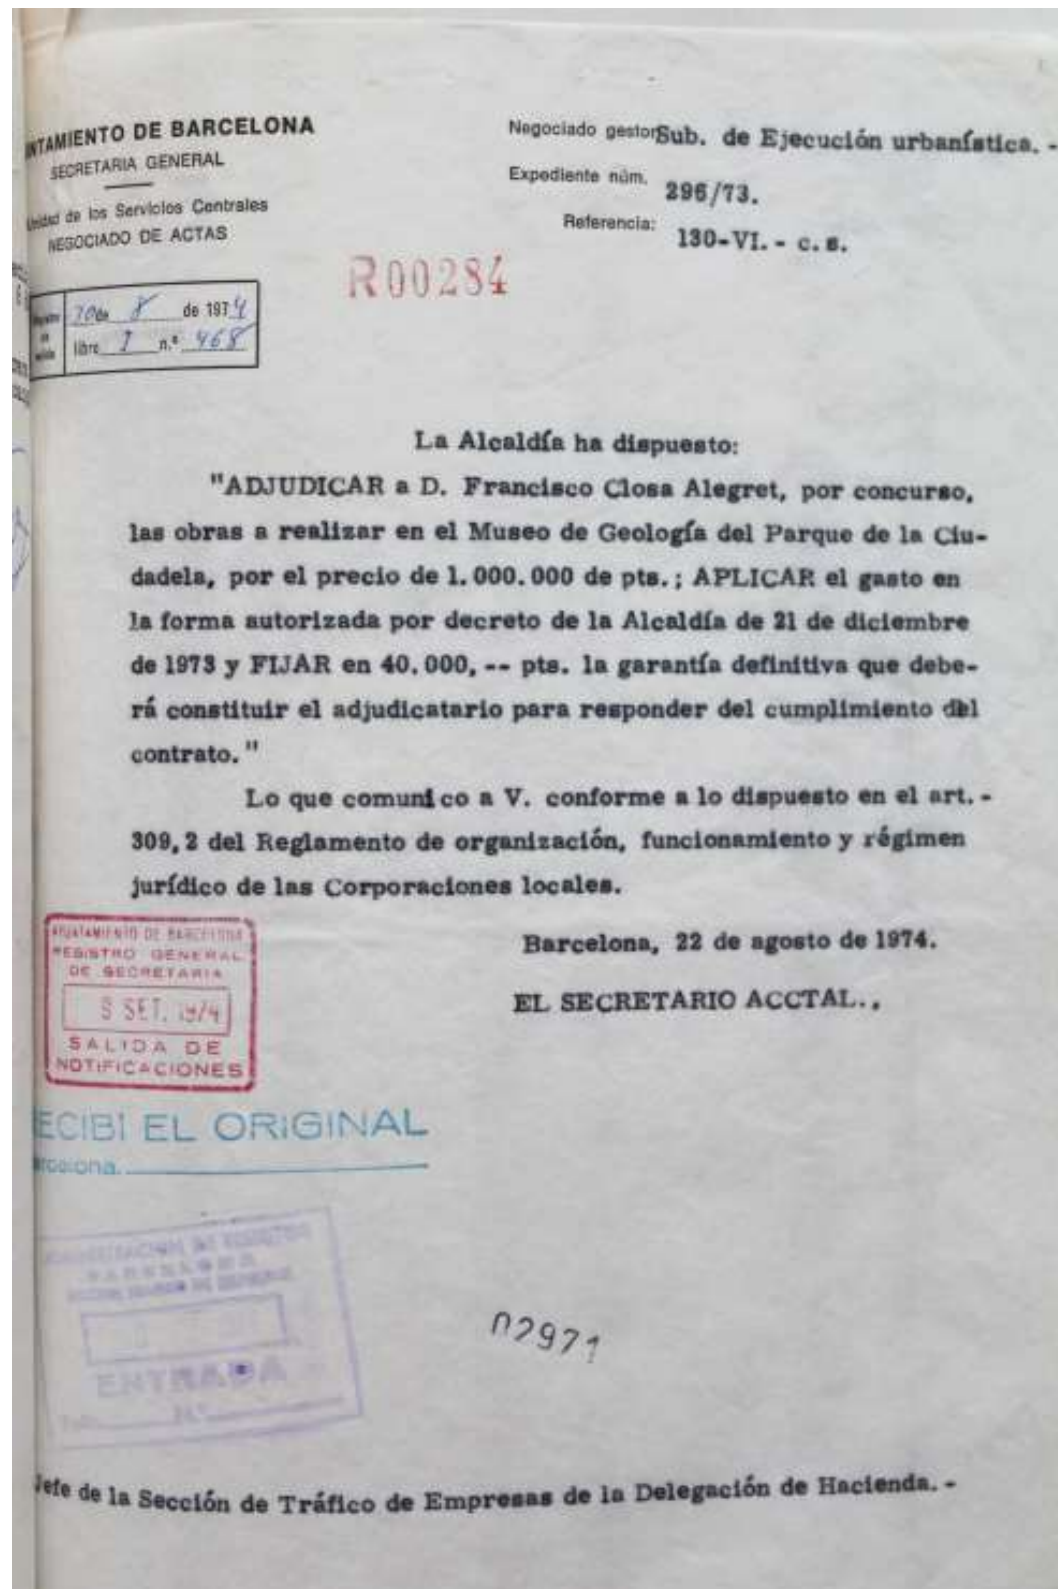 AYUNTAMIENTO DE BARCELONA
SECRETARIA GENERAL
Unidad de los Servicios Centrales
NEGOCIADO DE ACTAS
Negociado gestor Sub. de Ejecución urbanística. -
Expediente núm. 296/73.
Referencia: 130-VI. - c. s.
R00284
de 8 de 1974
libro 1 n.º 468
La Alcaldía ha dispuesto:
"ADJUDICAR a D. Francisco Closa Alegret, por concurso,
las obras a realizar en el Museo de Geología del Parque de la Ciu-
dadela, por el precio de 1.000.000 de pts.; APLICAR el gasto en
la forma autorizada por decreto de la Alcaldía de 21 de diciembre
de 1973 y FIJAR en 40.000, -- pts. la garantía definitiva que debe-
rá constituir el adjudicatario para responder del cumplimiento del
contrato."
Lo que comunico a V. conforme a lo dispuesto en el art. -
309,2 del Reglamento de organización, funcionamiento y régimen
jurídico de las Corporaciones locales.
Barcelona, 22 de agosto de 1974.
EL SECRETARIO ACCTAL.,
AYUNTAMIENTO DE BARCELONA
REGISTRO GENERAL
DE SECRETARIA
SET. 1974
SALIDA DE
NOTIFICACIONES
RECIBI EL ORIGINAL
Barcelona
ENTRADA
02971
Jefe de la Sección de Tráfico de Empresas de la Delegación de Hacienda. -